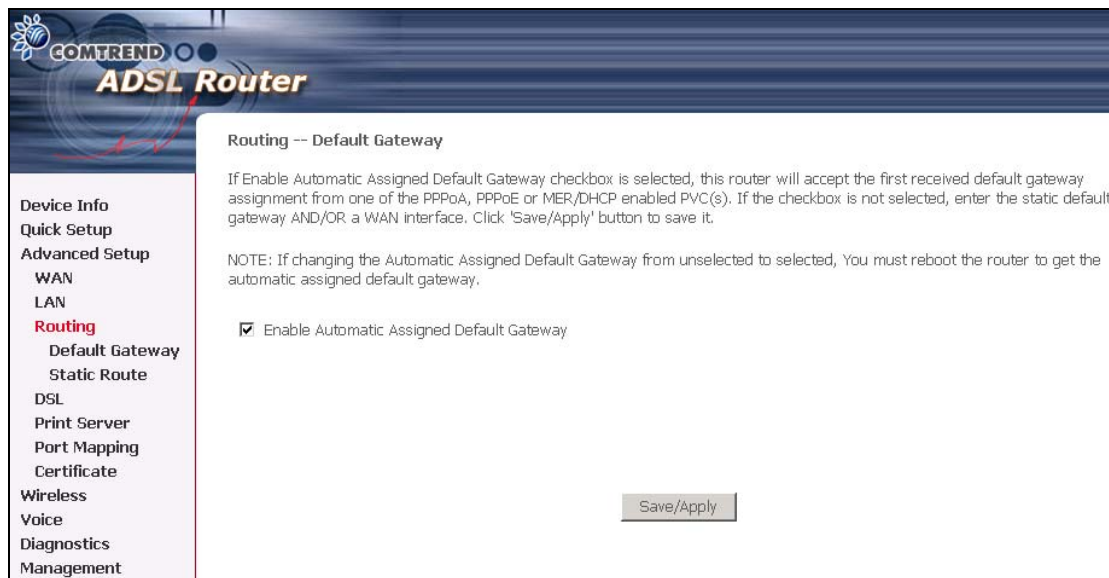 COMTREND
ADSL Router
Device Info
Quick Setup
Advanced Setup
WAN
LAN
Routing
Default Gateway
Static Route
DSL
Print Server
Port Mapping
Certificate
Wireless
Voice
Diagnostics
Management
Routing -- Default Gateway
If Enable Automatic Assigned Default Gateway checkbox is selected, this router will accept the first received default gateway
assignment from one of the PPPoA, PPPoE or MER/DHCP enabled PVC(s). If the checkbox is not selected, enter the static default
gateway AND/OR a WAN interface. Click 'Save/Apply' button to save it.
NOTE: If changing the Automatic Assigned Default Gateway from unselected to selected, You must reboot the router to get the
automatic assigned default gateway.
Enable Automatic Assigned Default Gateway
Save/Apply